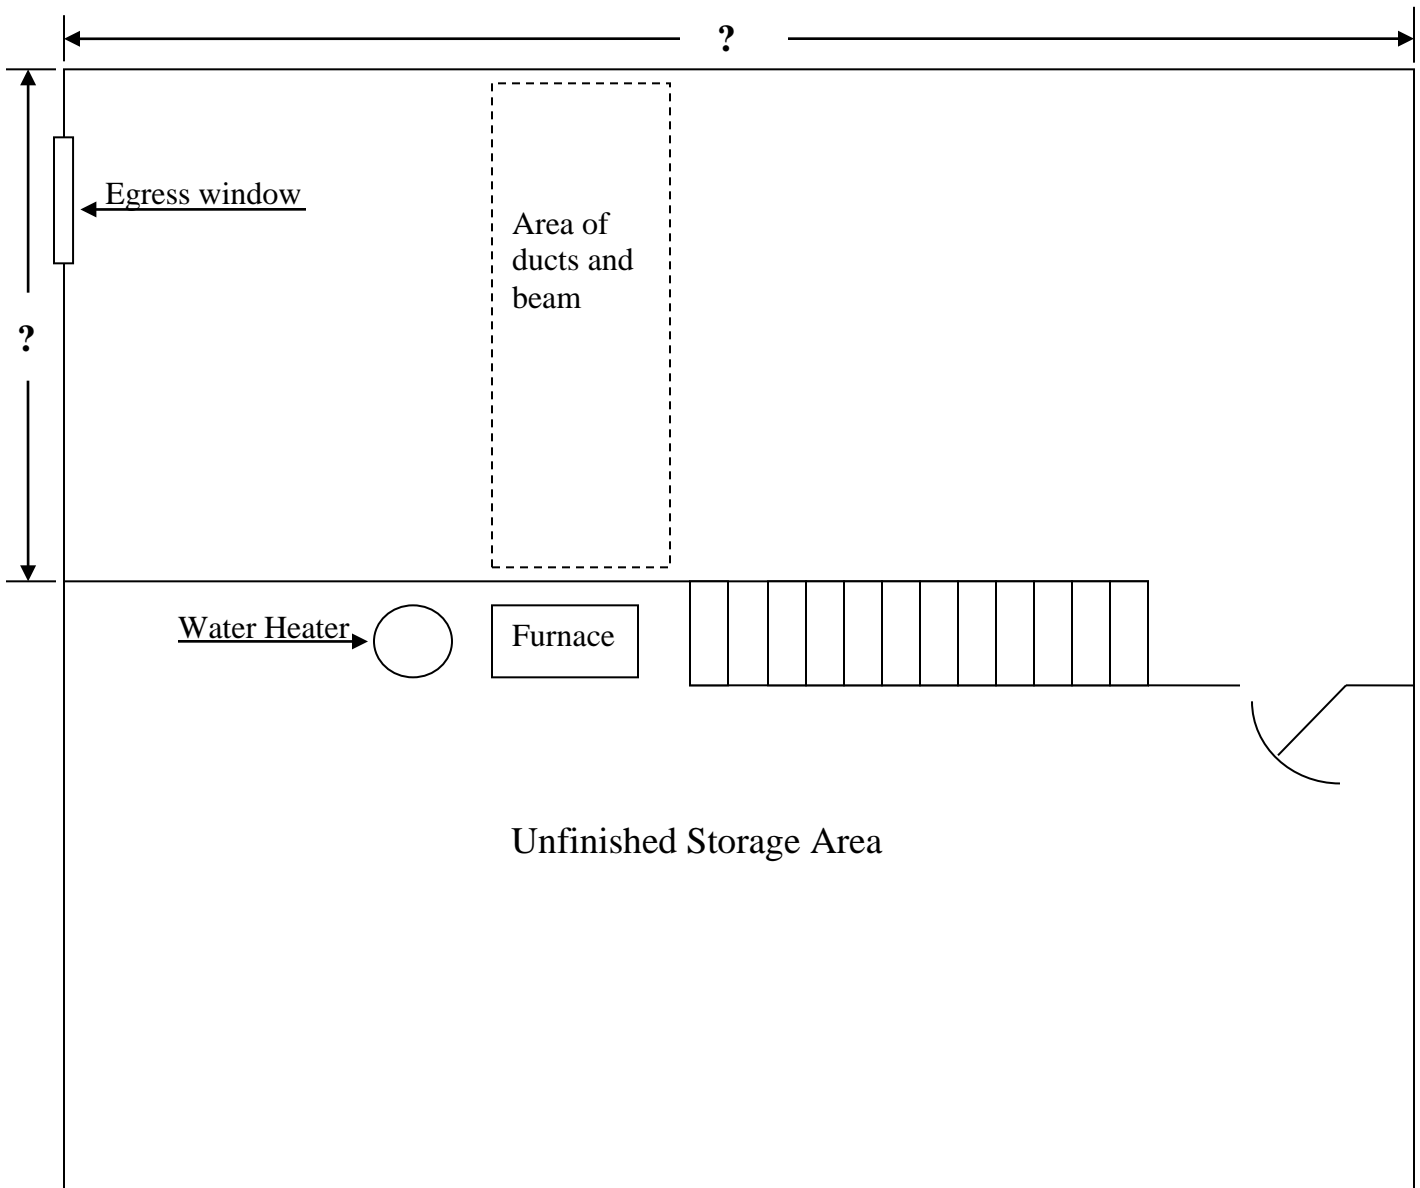 ?
Egress window
Area of
ducts and
beam
?
Water Heater
Furnace
Unfinished Storage Area